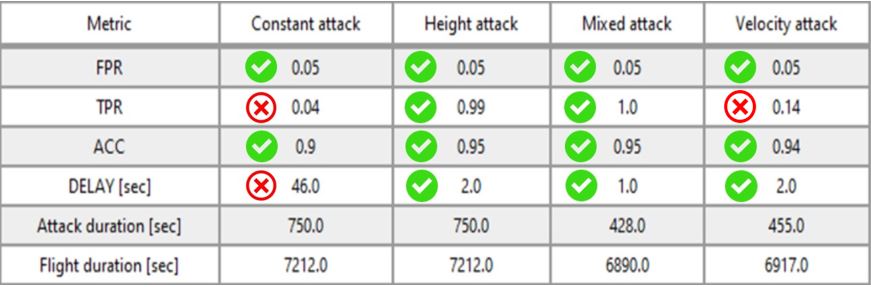 Metric Constant attack Height attack Mixed attack Velocity attack
FPR 0.05 0.05 0.05 0.05
TPR 0.04 0.99 1.0 0.14
ACC 0.9 0.95 0.95 0.94
DELAY [sec] 46.0 2.0 1.0 2.0
Attack duration [sec] 750.0 750.0 428.0 455.0
Flight duration [sec] 7212.0 7212.0 6890.0 6917.0